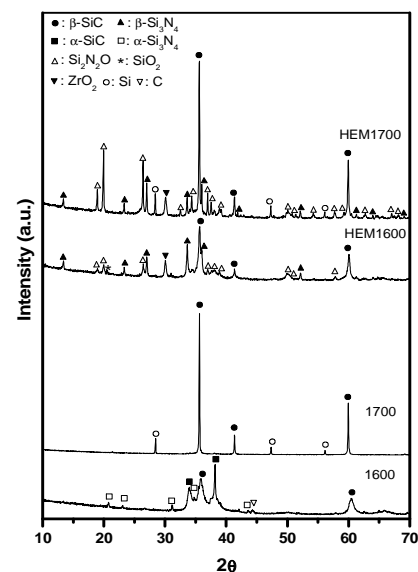 ●: β-SiC ▲: β-Si₃N₄
■: α-SiC □: α-Si₃N₄
△: Si₂N₂O *: SiO₂
▼: ZrO₂ ○: Si ▽: C
HEM1700
HEM1600
1700
1600
Intensity (a.u.)
10 20 30 40 50 60 70
2θ